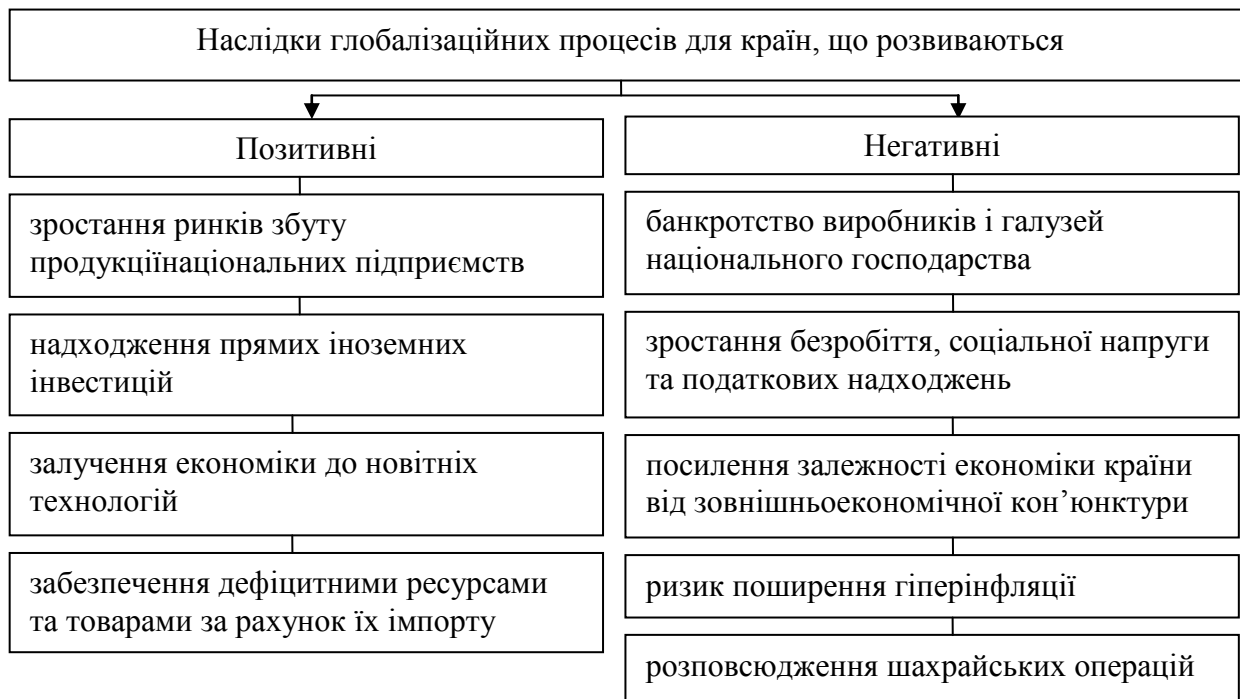 Наслідки глобалізаційних процесів для країн, що розвиваються
Позитивні
зростання ринків збуту
продукціїнаціональних підприємств
надходження прямих іноземних
інвестицій
залучення економіки до новітніх
технологій
забезпечення дефіцитними ресурсами
та товарами за рахунок їх імпорту
Негативні
банкротство виробників і галузей
національного господарства
зростання безробіття, соціальної напруги
та податкових надходжень
посилення залежності економіки країни
від зовнішньоекономічної кон’юнктури
ризик поширення гіперінфляції
розповсюдження шахрайських операцій